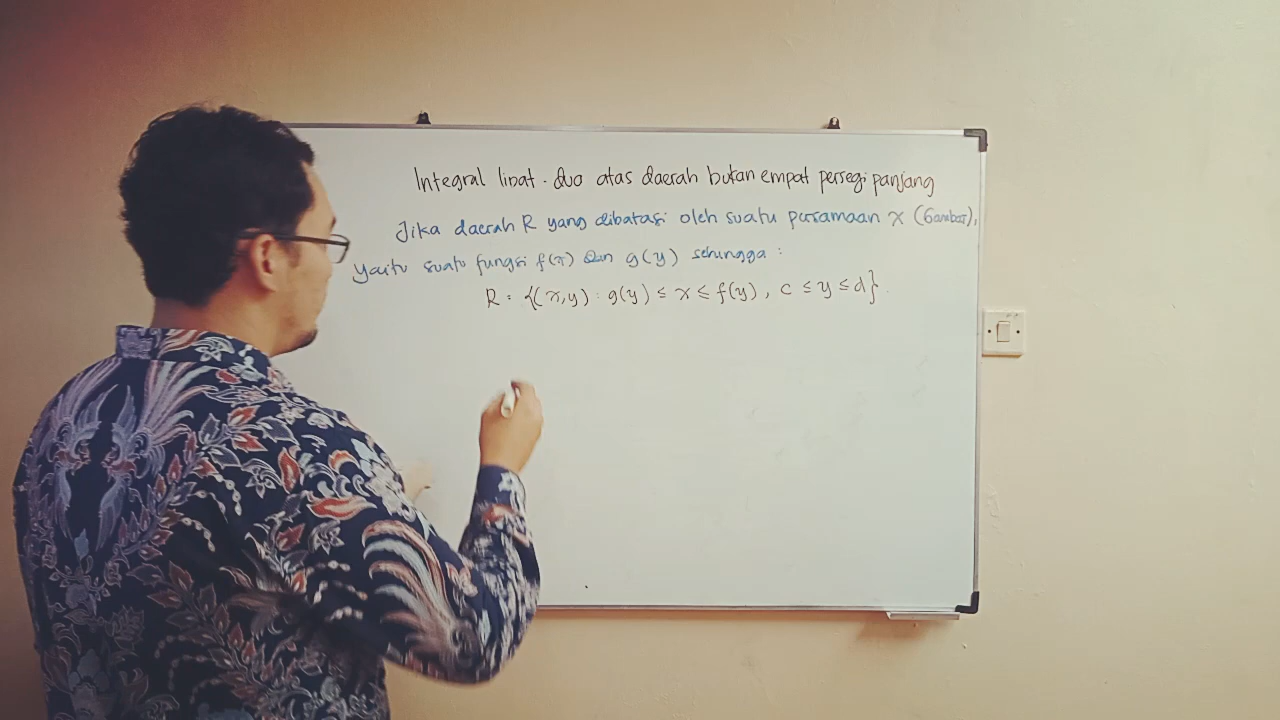 Integral lipat - duo atas daerah bukan empat persegi panjang
Jika daerah R yang dibatasi oleh suatu persamaan x (Gambar),
yaitu suatu fungsi f(x) dan g(y) sehingga :
R = {(x,y) : g(y) ≤ x ≤ f(y), c ≤ y ≤ d}.